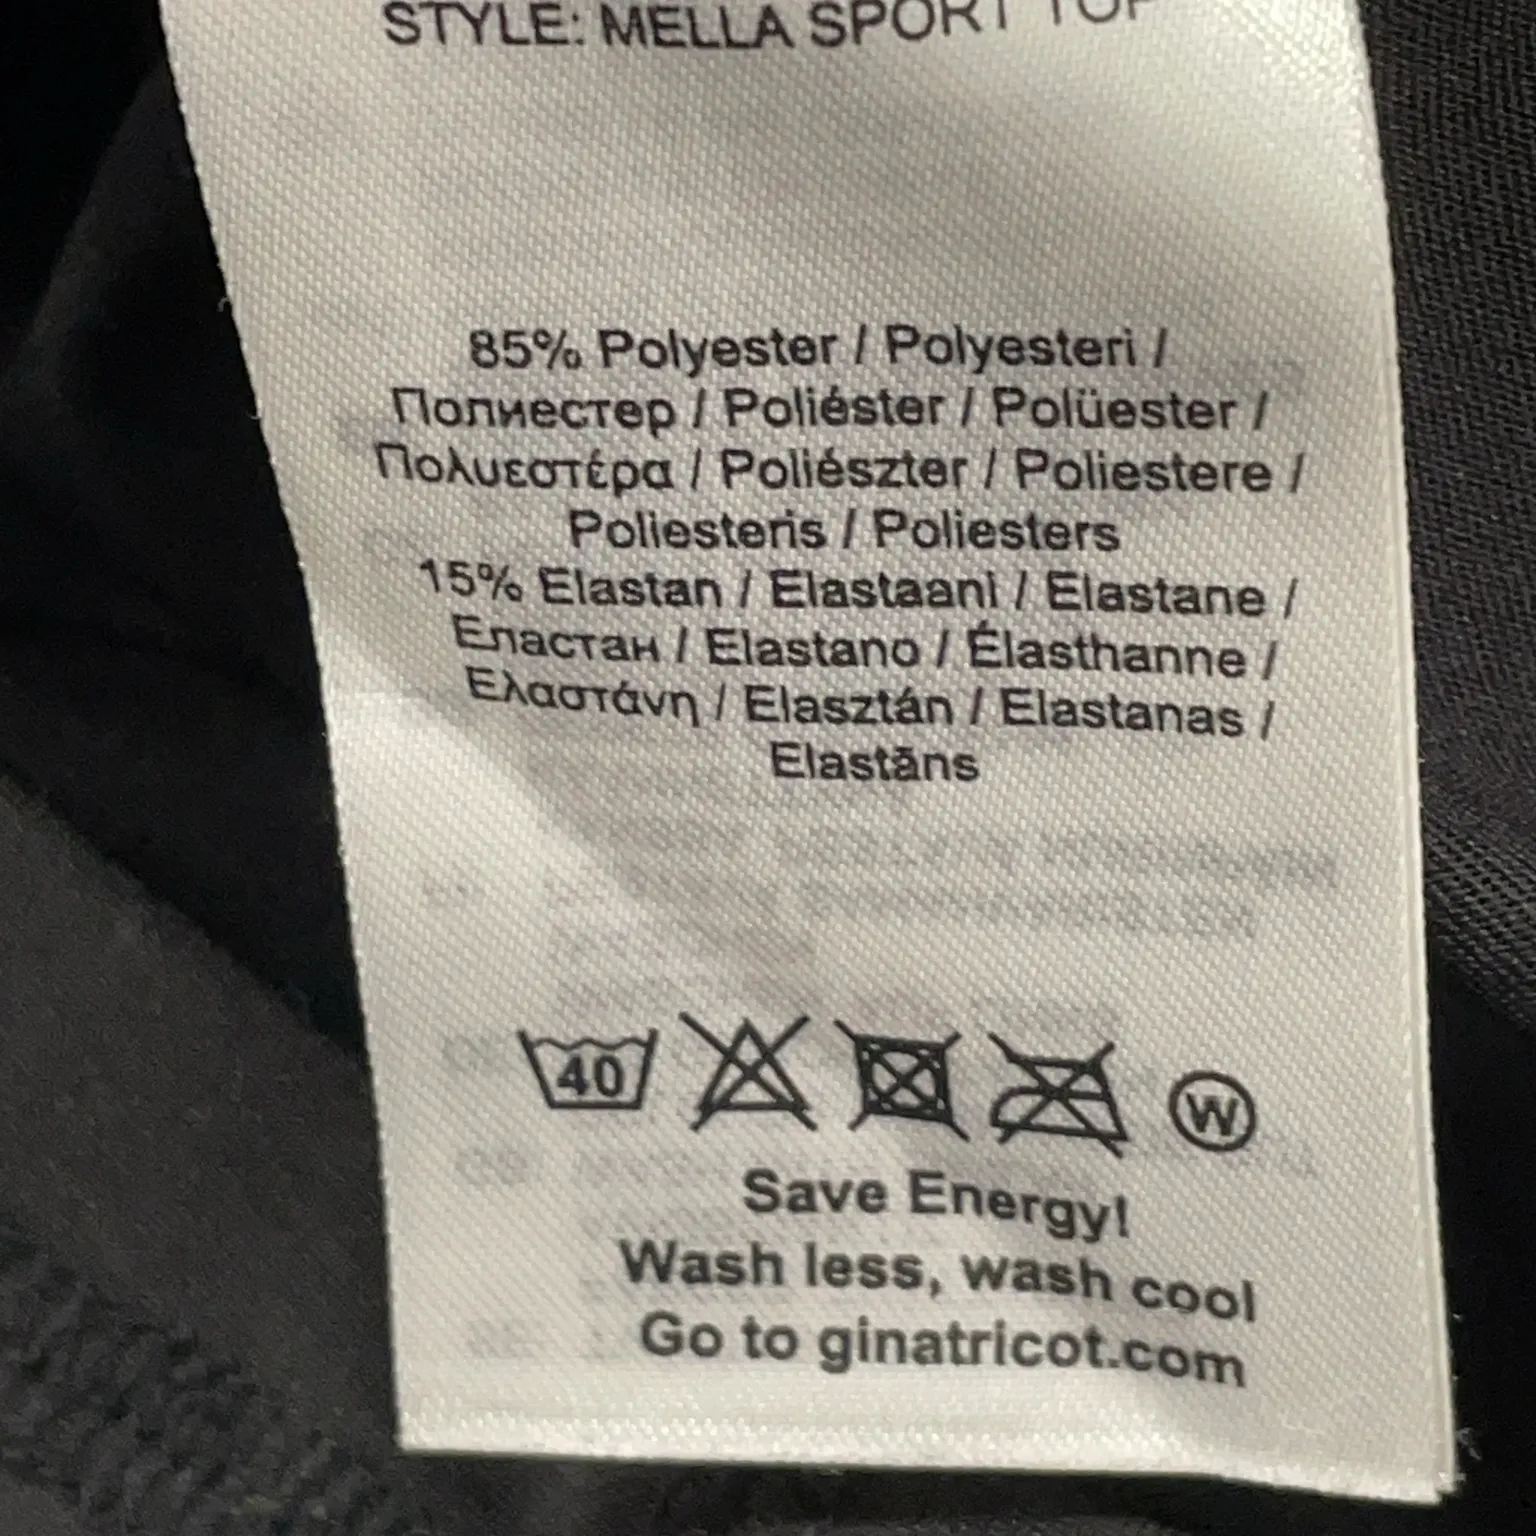 STYLE: MELLA SPORT TOP
85% Polyester / Polyesteri /
Полиестер / Poliéster / Polüester /
Πολυεστέρα / Poliészter / Poliestere /
Poliesteris / Poliesters
15% Elastan / Elastaani / Elastane /
Еластан / Elastano / Élasthanne /
Ελαστάνη / Elasztán / Elastanas /
Elastāns
40
W
Save Energy!
Wash less, wash cool
Go to ginatricot.com